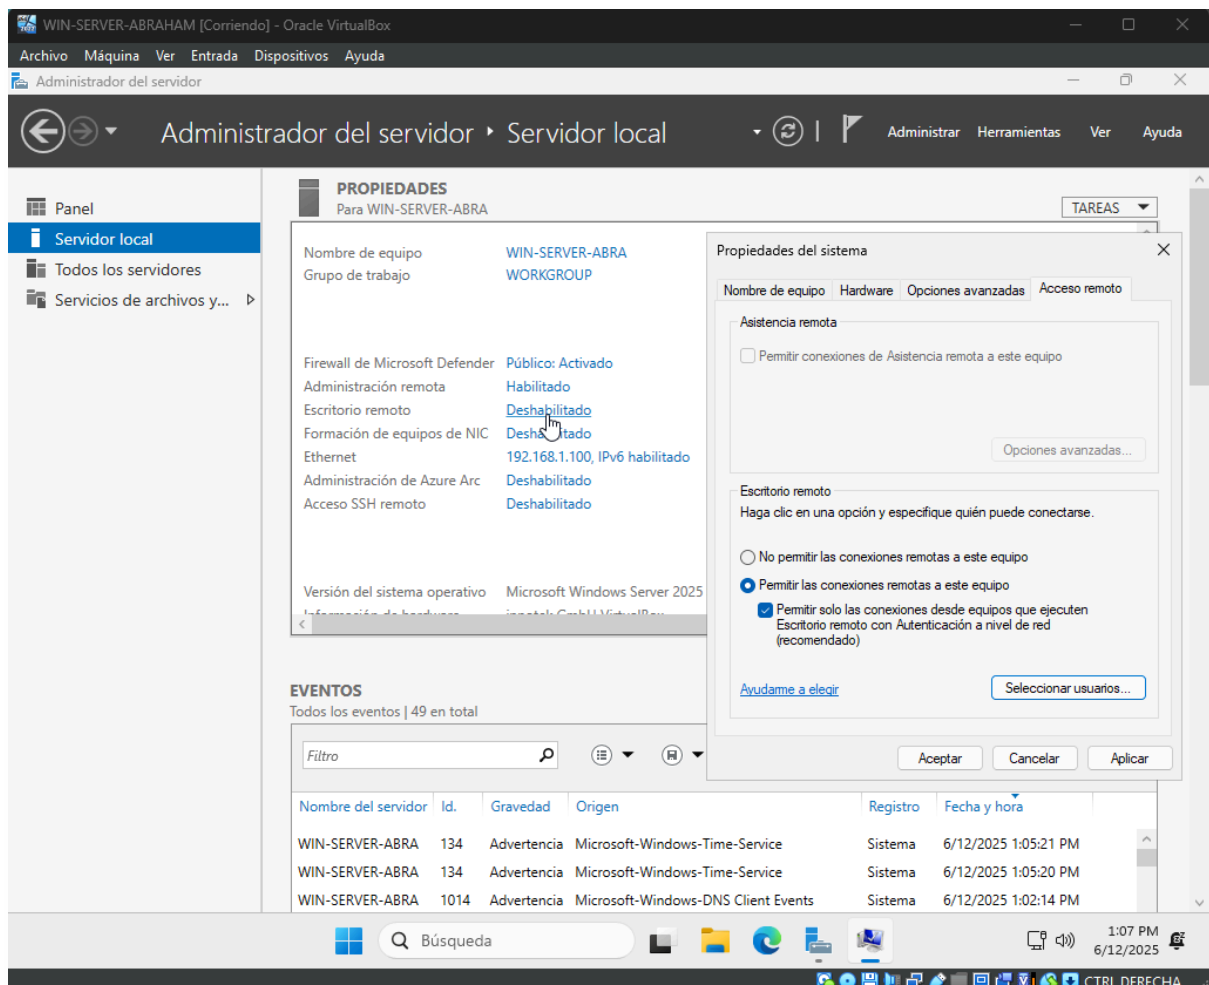 WIN-SERVER-ABRAHAM [Corriendo] - Oracle VirtualBox
Archivo Máquina Ver Entrada Dispositivos Ayuda
Administrador del servidor
Administrador del servidor ‣ Servidor local
Administrar Herramientas Ver Ayuda
Panel
Servidor local
Todos los servidores
Servicios de archivos y...
PROPIEDADES
Para WIN-SERVER-ABRA
TAREAS
Nombre de equipo WIN-SERVER-ABRA
Grupo de trabajo WORKGROUP
Firewall de Microsoft Defender Público: Activado
Administración remota Habilitado
Escritorio remoto Deshabilitado
Formación de equipos de NIC Deshabilitado
Ethernet 192.168.1.100, IPv6 habilitado
Administración de Azure Arc Deshabilitado
Acceso SSH remoto Deshabilitado
Versión del sistema operativo Microsoft Windows Server 2025
Información de hardware innotek GmbH VirtualBox
Propiedades del sistema
Nombre de equipo Hardware Opciones avanzadas Acceso remoto
Asistencia remota
Permitir conexiones de Asistencia remota a este equipo
Opciones avanzadas...
Escritorio remoto
Haga clic en una opción y especifique quién puede conectarse.
No permitir las conexiones remotas a este equipo
Permitir las conexiones remotas a este equipo
Permitir solo las conexiones desde equipos que ejecuten
Escritorio remoto con Autenticación a nivel de red
(recomendado)
Ayudarme a elegir
Seleccionar usuarios...
Aceptar Cancelar Aplicar
EVENTOS
Todos los eventos | 49 en total
Filtro
Nombre del servidor Id. Gravedad Origen Registro Fecha y hora
WIN-SERVER-ABRA 134 Advertencia Microsoft-Windows-Time-Service Sistema 6/12/2025 1:05:21 PM
WIN-SERVER-ABRA 134 Advertencia Microsoft-Windows-Time-Service Sistema 6/12/2025 1:05:20 PM
WIN-SERVER-ABRA 1014 Advertencia Microsoft-Windows-DNS Client Events Sistema 6/12/2025 1:02:14 PM
Búsqueda
1:07 PM
6/12/2025
CTRL DERECHA